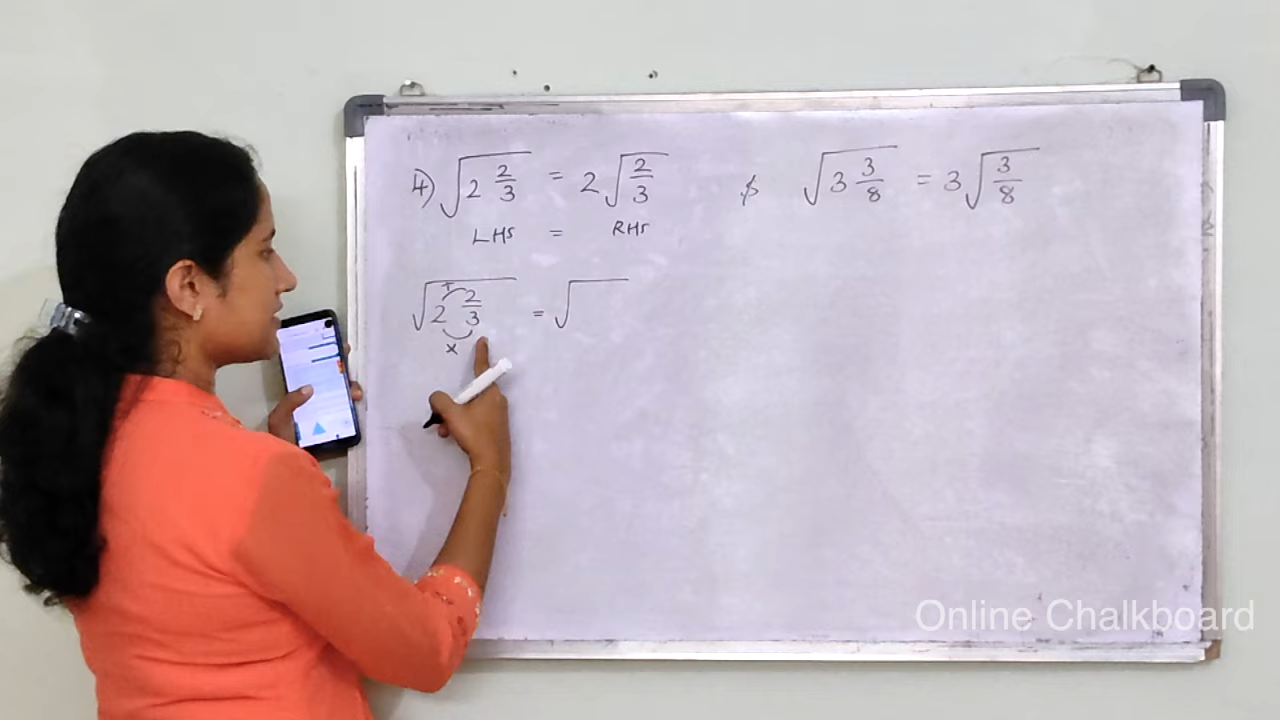 4) √(2 2/3) = 2 √(2/3) $ √(3 3/8) = 3 √(3/8)
LHS = RHS
√(2 + 2/3) = √
x
Online Chalkboard